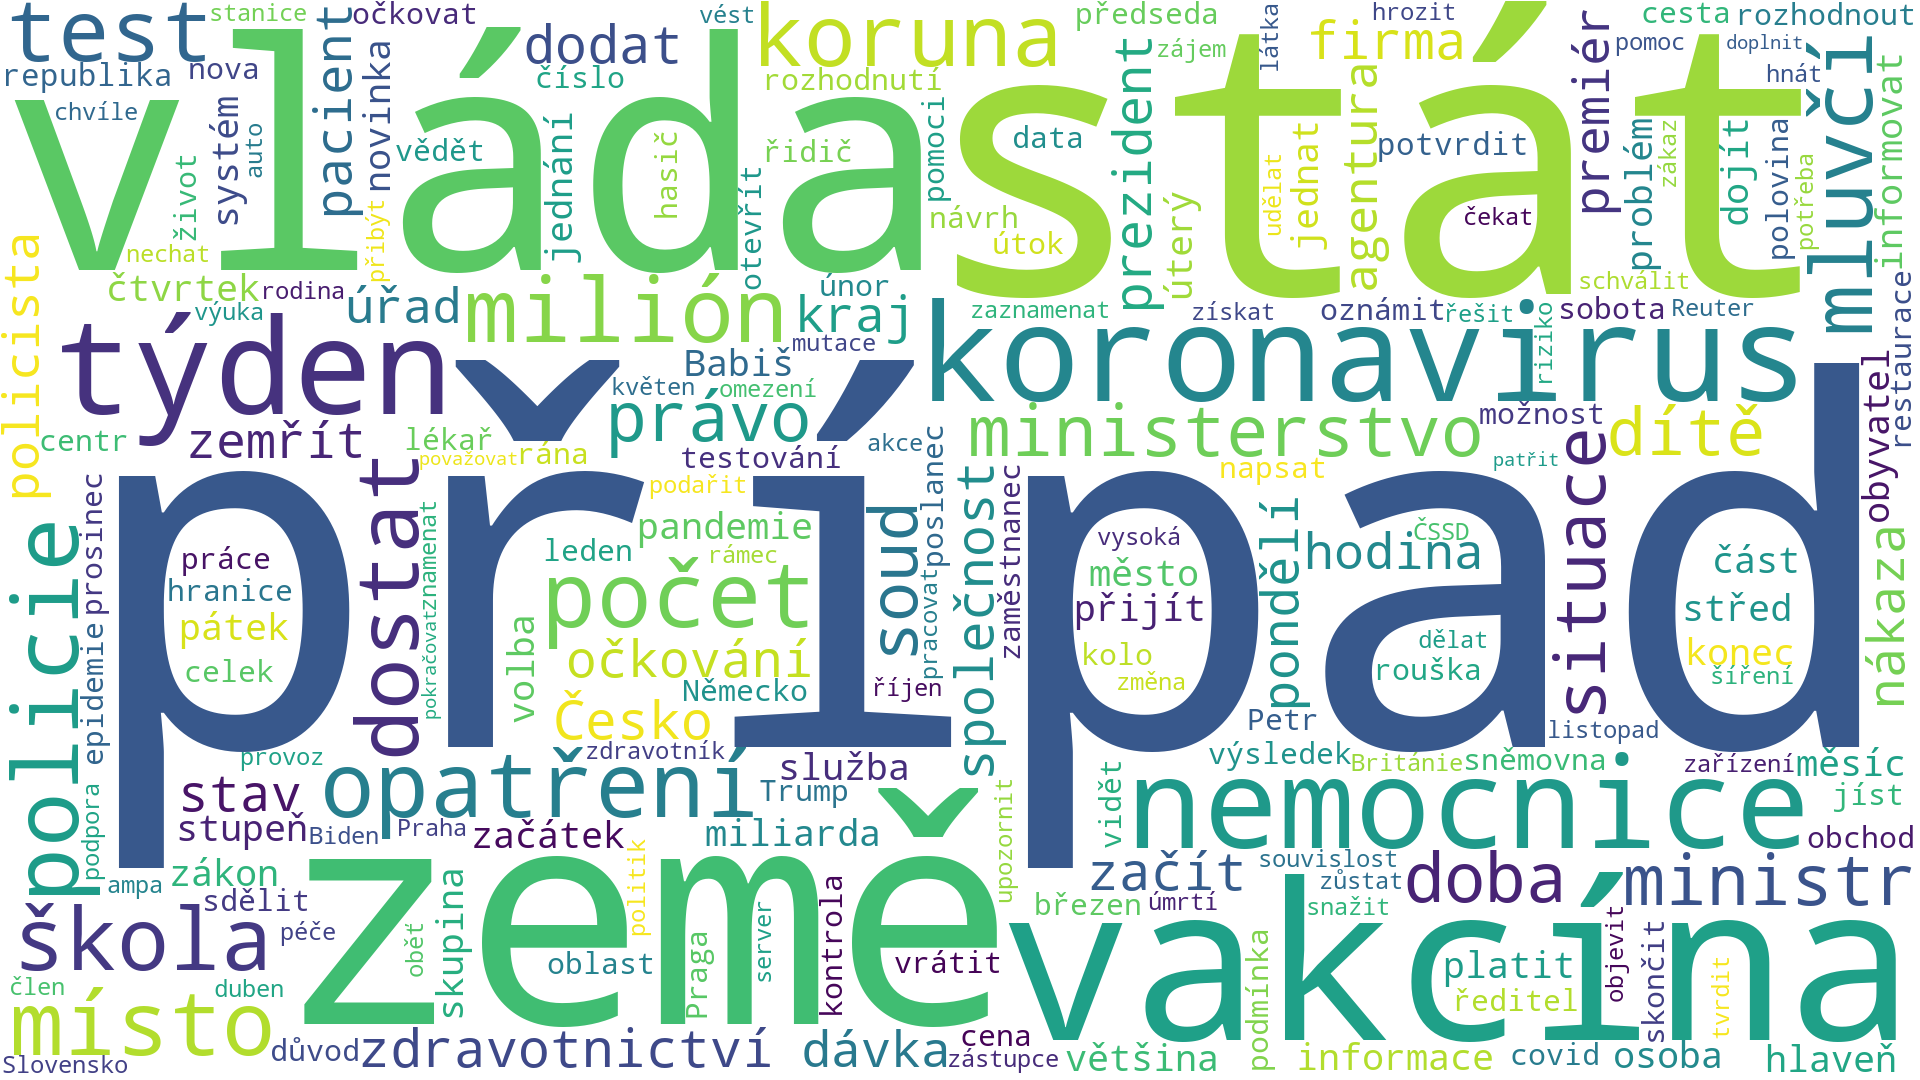 test
stanice
očkovat
vést
koruna
předseda
hrozit
cesta
rozhodnout
republika
nova
pacient
novinka
dodat
číslo
rozhodnutí
zájem
látka
firma
premiér
pomoc
doplnit
chvíle
systém
auto
vláda
stát
hnát
mluvčí
informovat
život
přibýt
vědět
jednání
hasič
řidič
otevřít
pomoci
data
prezident
potvrdit
agentura
jednat
udělat
problém
zákaz
dojít
polovina
potřeba
nechat
návrh
útok
úterý
čekat
čtvrtek
rodina
úřad
milión
únor
kraj
zaznamenat
získat
oznámit
řešit
schválit
sobota
Reuter
policista
výuka
týden
Babiš
mutace
koronavirus
riziko
restaurace
květen
omezení
právo
ministerstvo
možnost
dítě
obyvatel
centr
zemřít
lékař
považovat
rána
testování
akce
napsat
patřit
podařit
případ
policie
prosinec
epidemie
práce
hranice
pátek
celek
dostat
znamenat
pokračovat
leden
pandemie
rámec
počet
soud
poslanec
pracovat
společnost
zaměstnanec
vysoká
město
přijít
kolo
změna
pondělí
hodina
ČSSD
dělat
rouška
situace
část
střed
konec
šíření
nákaza
volba
očkování
Německo
říjen
Česko
Petr
listopad
provoz
zdravotník
opatření
služba
výsledek
Británie
sněmovna
zařízení
měsíc
podpora
stav
Trump
upozornit
vidět
nemocnice
jíst
stupeň
Biden
Praha
začátek
miliarda
obchod
ampa
zákon
sdělit
země
politik
začít
souvislost
zůstat
doba
ministr
březen
úmrtí
snažit
škola
péče
oběť
skupina
oblast
Praga
server
kontrola
vrátit
vakcína
podmínka
platit
ředitel
objevit
skončit
tvrdit
člen
duben
místo
Slovensko
důvod
zdravotnictví
dávka
cena
zástupce
většina
informace
covid
osoba
hlaveň